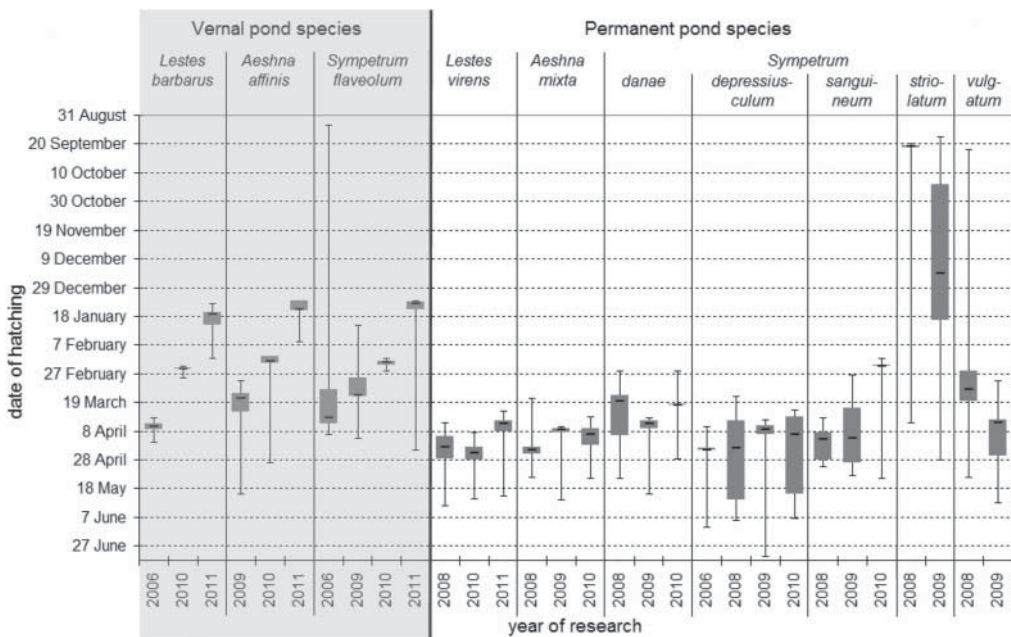 Vernal pond species
Permanent pond species
Lestes barbarus
Aeshna affinis
Sympetrum flaveolum
Lestes virens
Aeshna mixta
Sympetrum
danae
depressius-
culum
sangui-
neum
strio-
latum
vulg-
atum
date of hatching
31 August
20 September
10 October
30 October
19 November
9 December
29 December
18 January
7 February
27 February
19 March
8 April
28 April
18 May
7 June
27 June
2006 2010 2011 2009 2010 2011 2006 2009 2010 2011 2008 2010 2011 2008 2009 2010 2008 2009 2010 2006 2008 2009 2010 2008 2009 2010 2008 2009 2008 2009
year of research